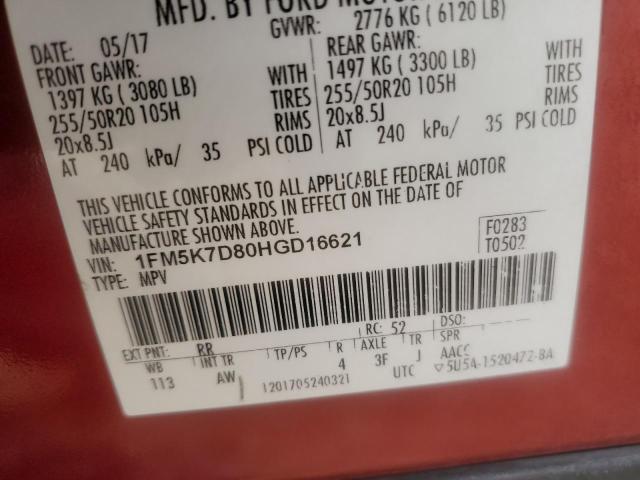 MFD. BY FORD MOTOR
GVWR: 2776 KG ( 6120 LB)
DATE: 05/17
FRONT GAWR: REAR GAWR:
1397 KG ( 3080 LB) WITH 1497 KG ( 3300 LB) WITH
255/50R20 105H TIRES 255/50R20 105H TIRES
20x8.5J RIMS 20x8.5J RIMS
AT 240 kPa/ 35 PSI COLD AT 240 kPa/ 35 PSI COLD
THIS VEHICLE CONFORMS TO ALL APPLICABLE FEDERAL MOTOR
VEHICLE SAFETY STANDARDS IN EFFECT ON THE DATE OF
MANUFACTURE SHOWN ABOVE.
VIN: 1FM5K7D80HGD16621 F0283
TYPE: MPV T0502
RC: 52 DSO:
EXT PNT: RR
WB INT TR TP/PS R AXLE TR SPR
113 AW 4 3F J AACC
1201705240321 UTC ▽5U5A-1520472-BA